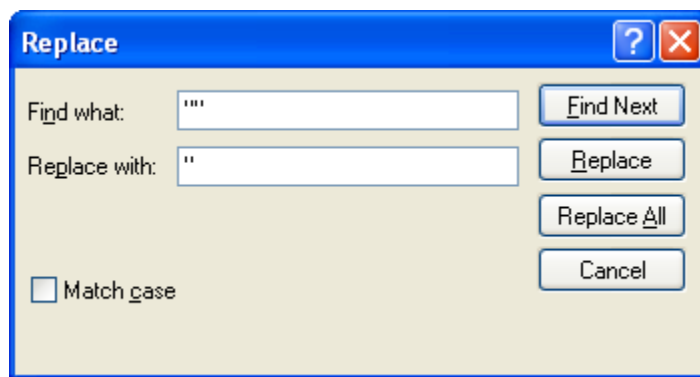 Replace
Find what: ""
Find Next
Replace with: "
Replace
Replace All
Cancel
Match case